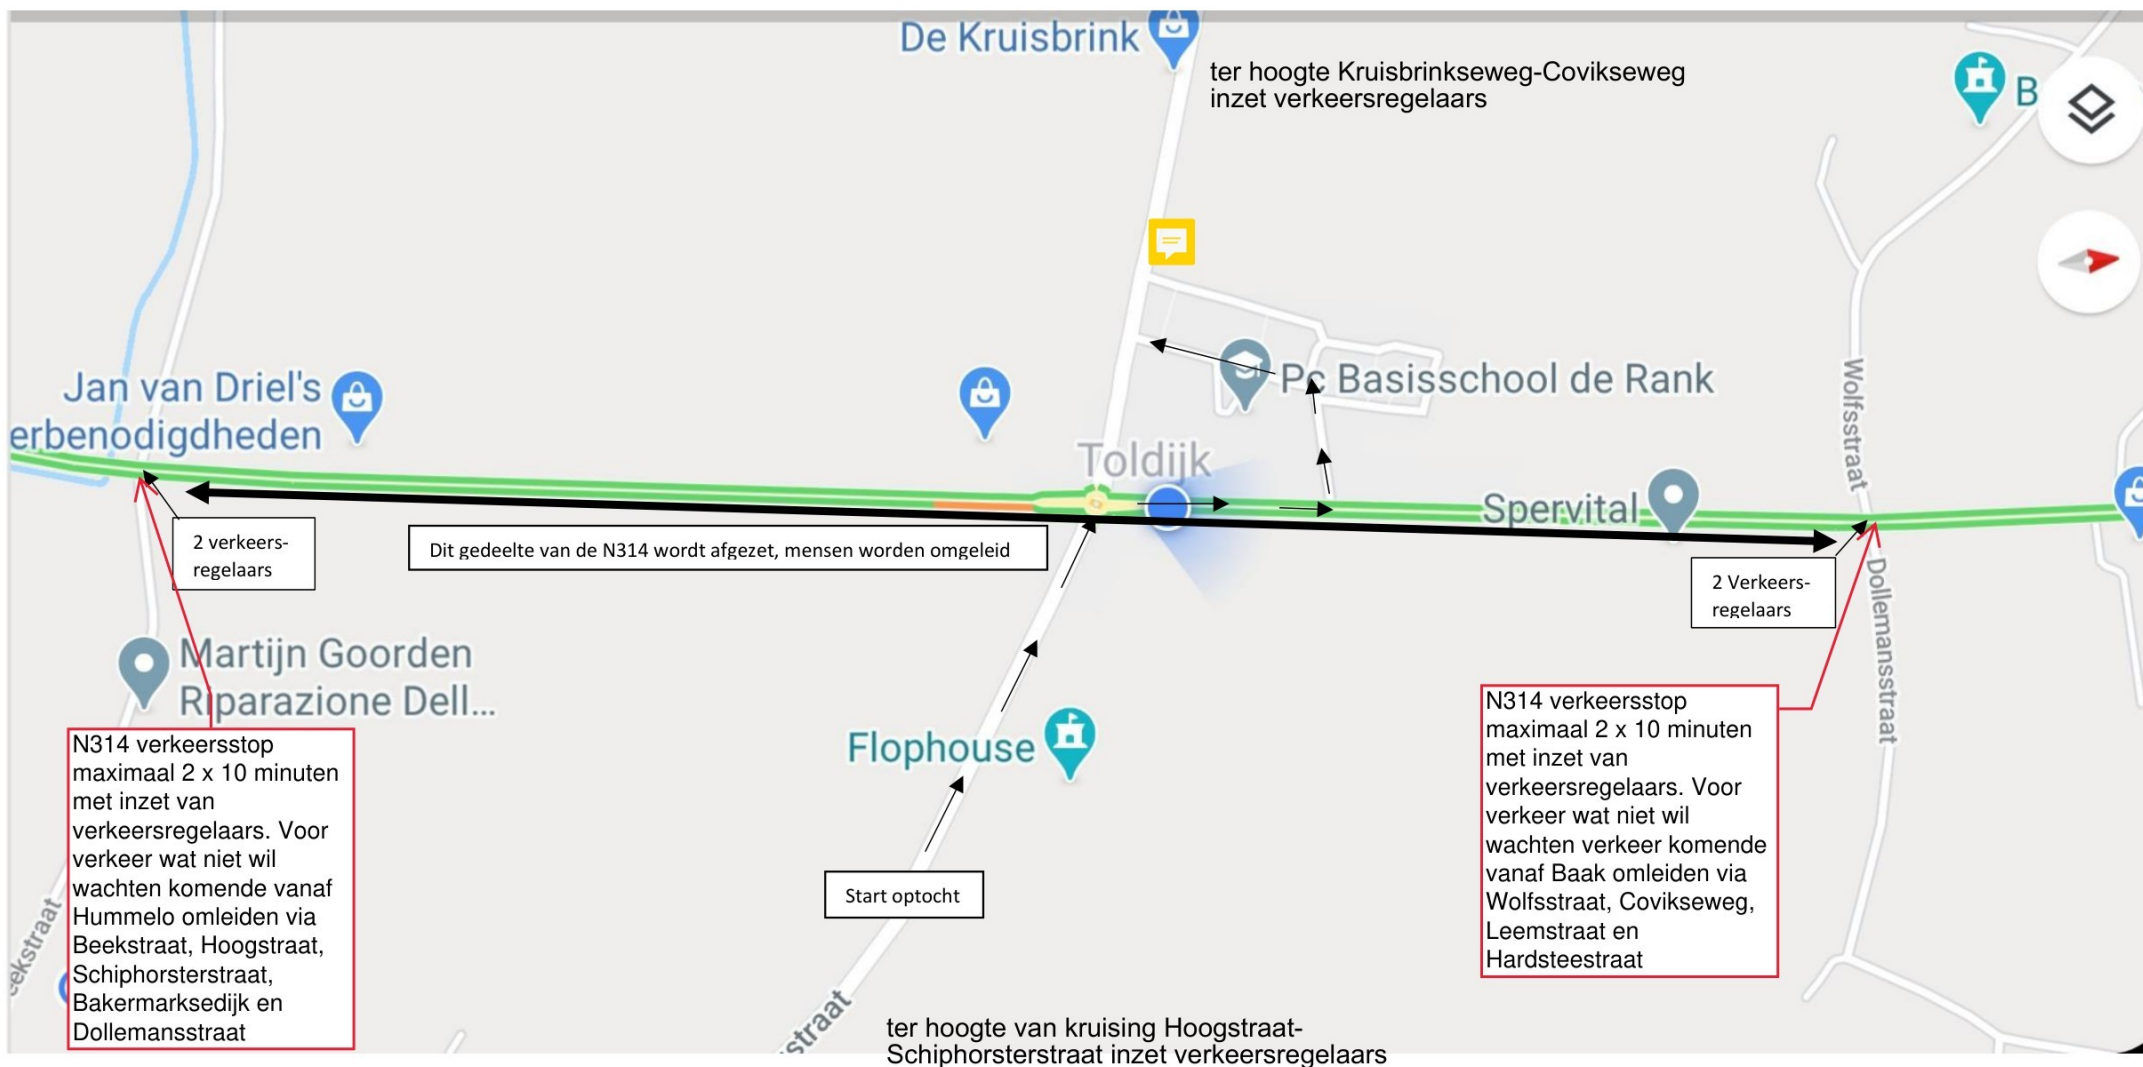 De Kruisbrink
ter hoogte Kruisbrinkseweg-Covikseweg
inzet verkeersregelaars
B
Jan van Driel's
erbenodigdheden
Pc Basisschool de Rank
Wolfsstraat
Toldijk
Spervital
2 verkeers-
regelaars
Dit gedeelte van de N314 wordt afgezet, mensen worden omgeleid
2 Verkeers-
regelaars
Dollemansstraat
Martijn Goorden
Riparazione Dell...
Flophouse
N314 verkeersstop
maximaal 2 x 10 minuten
met inzet van
verkeersregelaars. Voor
verkeer wat niet wil
wachten komende vanaf
Hummelo omleiden via
Beekstraat, Hoogstraat,
Schiphorsterstraat,
Bakermarksedijk en
Dollemansstraat
N314 verkeersstop
maximaal 2 x 10 minuten
met inzet van
verkeersregelaars. Voor
verkeer wat niet wil
wachten verkeer komende
vanaf Baak omleiden via
Wolfsstraat, Covikseweg,
Leemstraat en
Hardsteestraat
Start optocht
ekstraat
straat
ter hoogte van kruising Hoogstraat-
Schiphorsterstraat inzet verkeersregelaars